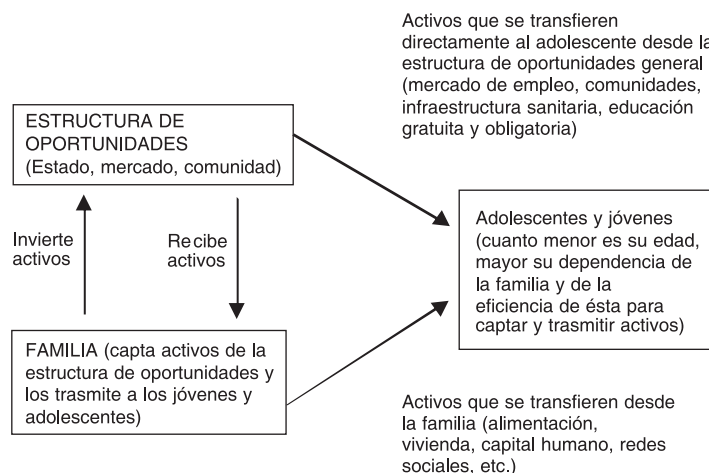 Activos que se transfieren
directamente al adolescente desde la
estructura de oportunidades general
(mercado de empleo, comunidades,
infraestructura sanitaria, educación
gratuita y obligatoria)
ESTRUCTURA DE
OPORTUNIDADES
(Estado, mercado, comunidad)
Invierte
activos
Recibe
activos
Adolescentes y jóvenes
(cuanto menor es su edad,
mayor su dependencia de
la familia y de la
eficiencia de ésta para
captar y trasmitir activos)
FAMILIA (capta activos de la
estructura de oportunidades y
los trasmite a los jóvenes y
adolescentes)
Activos que se transfieren desde
la familia (alimentación,
vivienda, capital humano, redes
sociales, etc.)